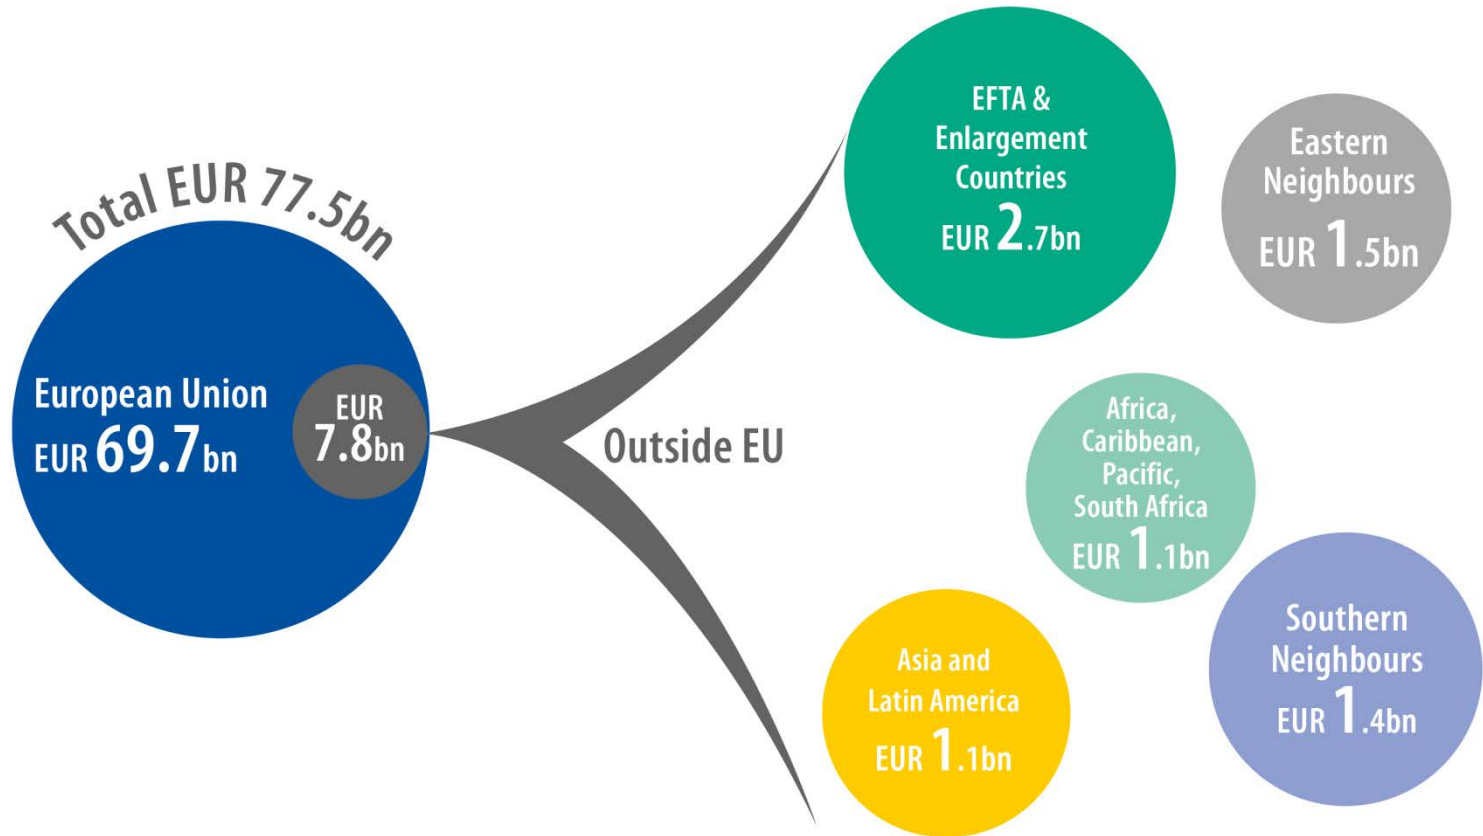 Total EUR 77.5bn
European Union
EUR 69.7bn
EUR
7.8bn
Outside EU
EFTA &
Enlargement
Countries
EUR 2.7bn
Eastern
Neighbours
EUR 1.5bn
Africa,
Caribbean,
Pacific,
South Africa
EUR 1.1bn
Southern
Neighbours
EUR 1.4bn
Asia and
Latin America
EUR 1.1bn